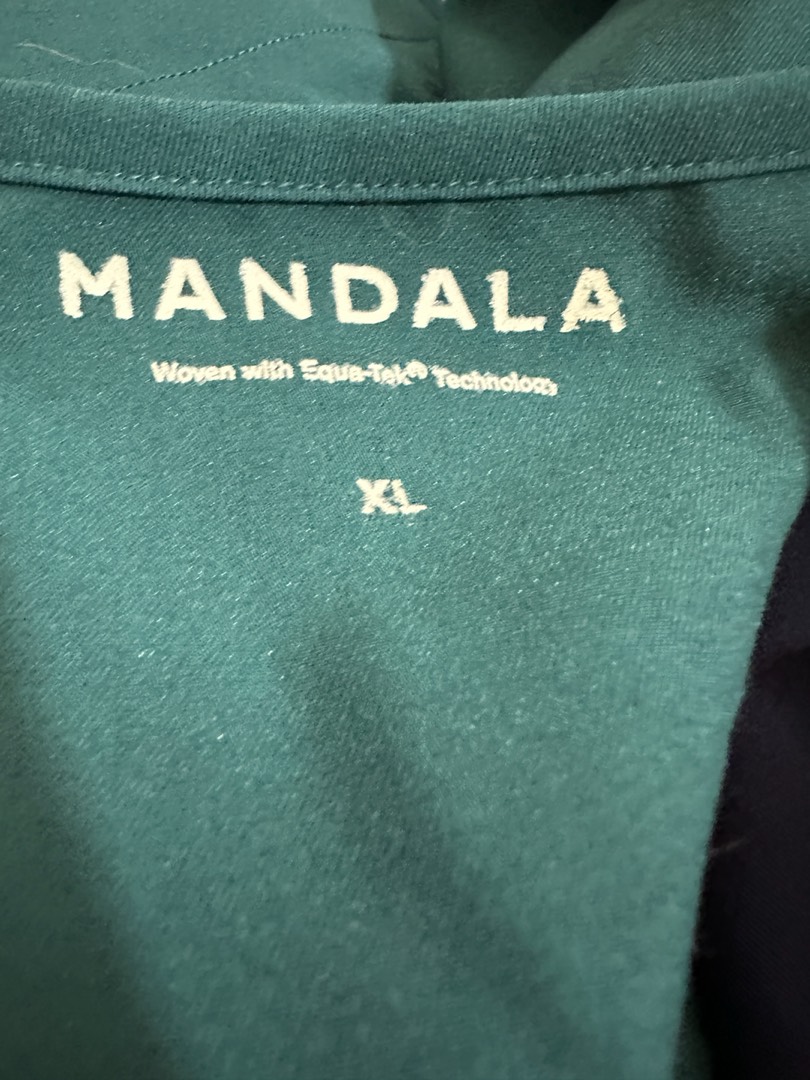 MANDALA
Woven with Equa-Tek® Technology
XL